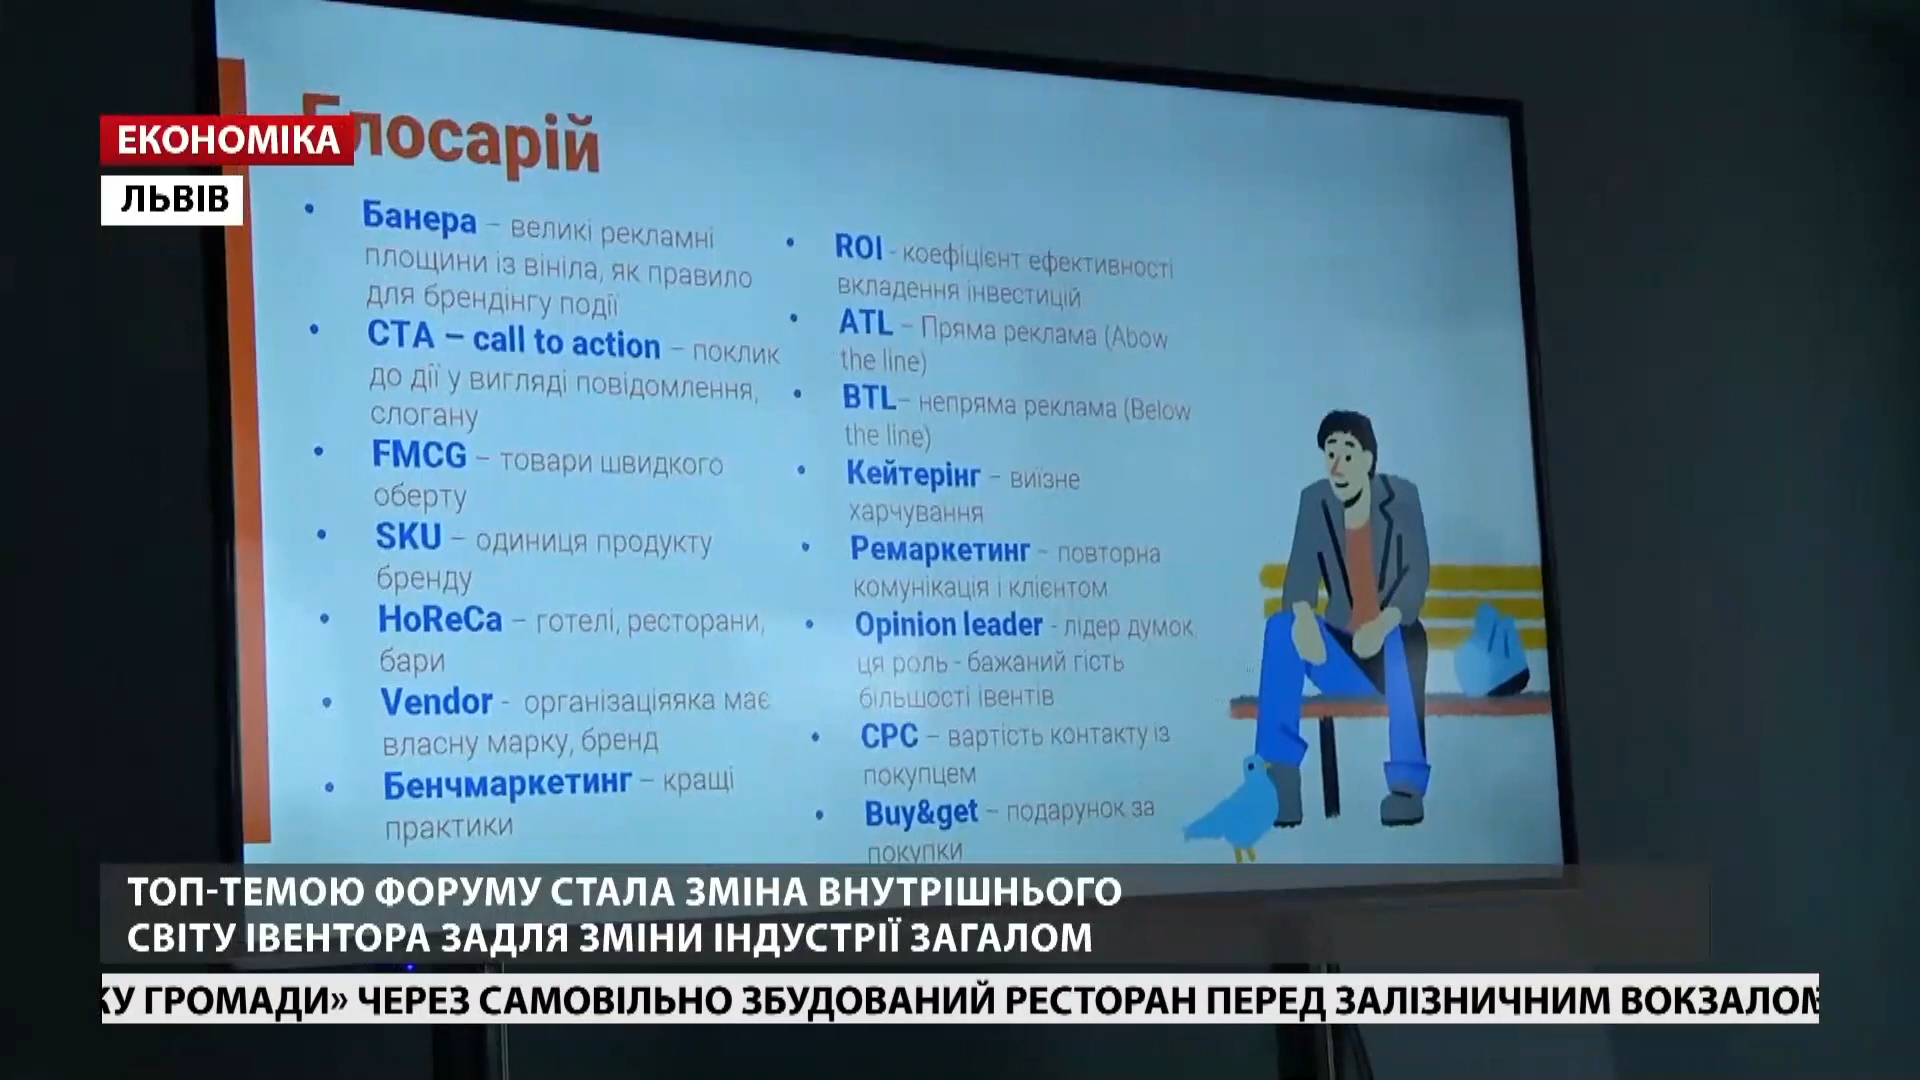 ЕКОНОМІКА
ЛЬВІВ
Глосарій
• Банера – великі рекламні
площини із вініла, як правило
для брендінгу події
• CTA – call to action – поклик
до дії у вигляді повідомлення,
слогану
• FMCG – товари швидкого
оберту
• SKU – одиниця продукту
бренду
• HoReCa – готелі, ресторани,
бари
• Vendor - організаціяяка має
власну марку, бренд
• Бенчмаркетинг – кращі
практики
• ROI - коефіцієнт ефективності
вкладення інвестицій
• ATL – Пряма реклама (Abow
the line)
• BTL– непряма реклама (Below
the line)
• Кейтерінг – виїзне
харчування
• Ремаркетинг - повторна
комунікація і клієнтом
• Opinion leader - лідер думок
ця роль - бажаний гість
більшості івентів
• CPC – вартість контакту із
покупцем
• Buy&get – подарунок за
покупки
ТОП-ТЕМОЮ ФОРУМУ СТАЛА ЗМІНА ВНУТРІШНЬОГО
СВІТУ ІВЕНТОРА ЗАДЛЯ ЗМІНИ ІНДУСТРІЇ ЗАГАЛОМ
КУ ГРОМАДИ» ЧЕРЕЗ САМОВІЛЬНО ЗБУДОВАНИЙ РЕСТОРАН ПЕРЕД ЗАЛІЗНИЧНИМ ВОКЗАЛОМ